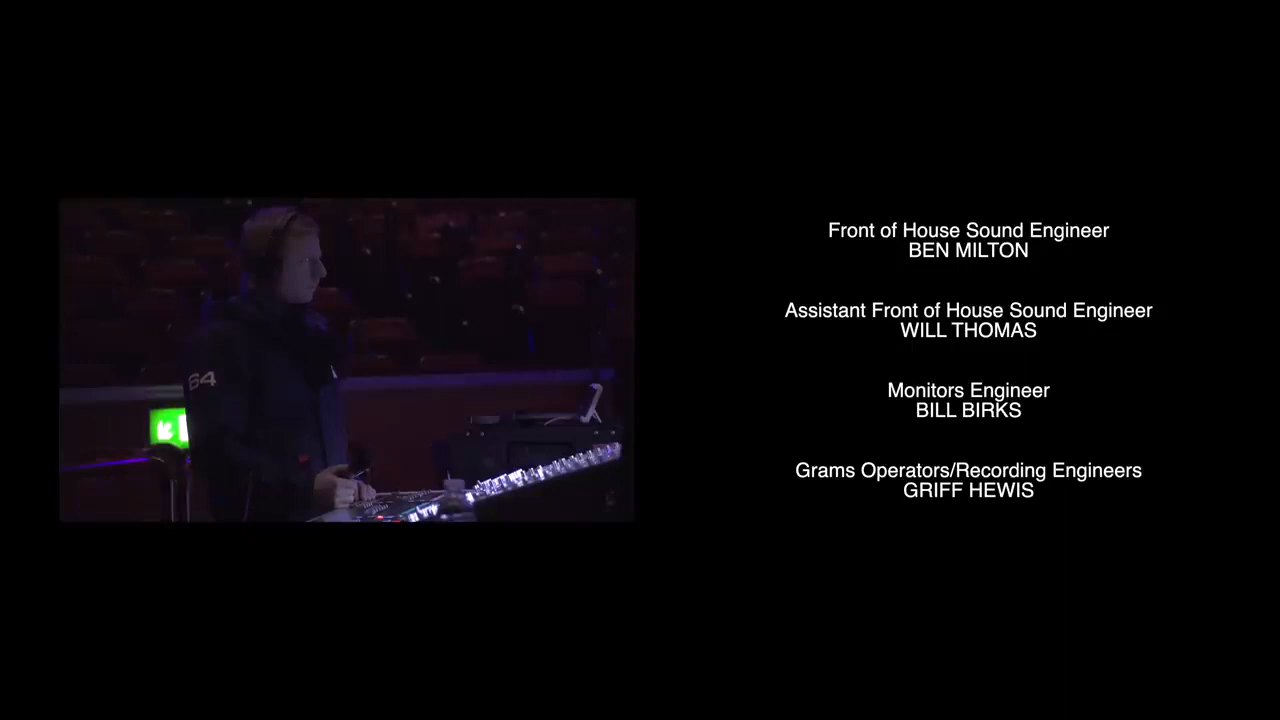 64
Front of House Sound Engineer
BEN MILTON
Assistant Front of House Sound Engineer
WILL THOMAS
Monitors Engineer
BILL BIRKS
Grams Operators/Recording Engineers
GRIFF HEWIS